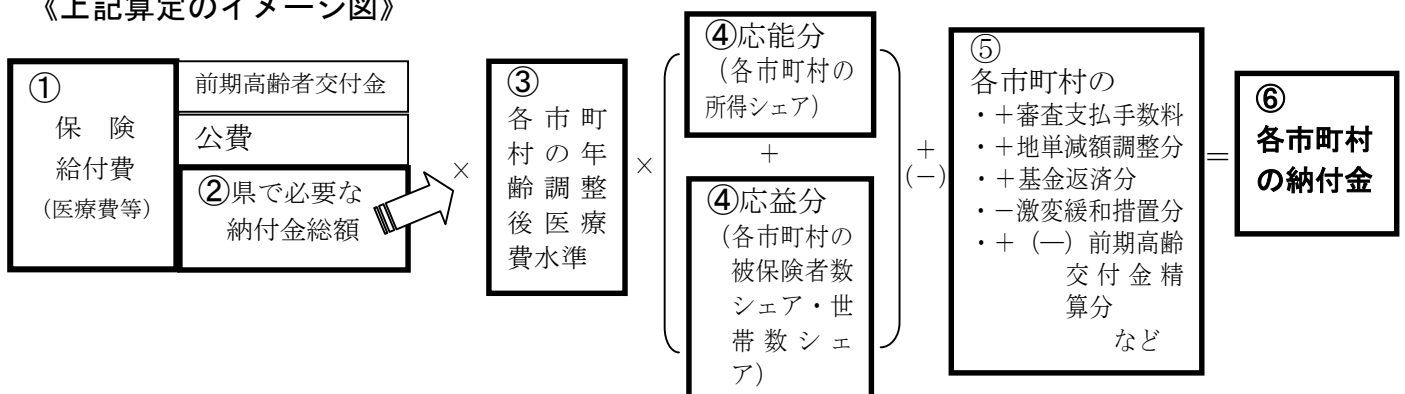 《上記算定のイメージ図》
①
保　険
給付費
（医療費等）
前期高齢者交付金
公費
②県で必要な
納付金総額
×
③
各市町
村の年
齢調整
後医療
費水準
×
④応能分
（各市町村の
所得シェア）
+
④応益分
（各市町村の
被保険者数
シェア・世
帯数シェ
ア）
+
(−)
⑤
各市町村の
・＋審査支払手数料
・＋地単減額調整分
・＋基金返済分
・－激変緩和措置分
・＋（―）前期高齢
交付金精
算分
など
=
⑥
各市町村
の納付金